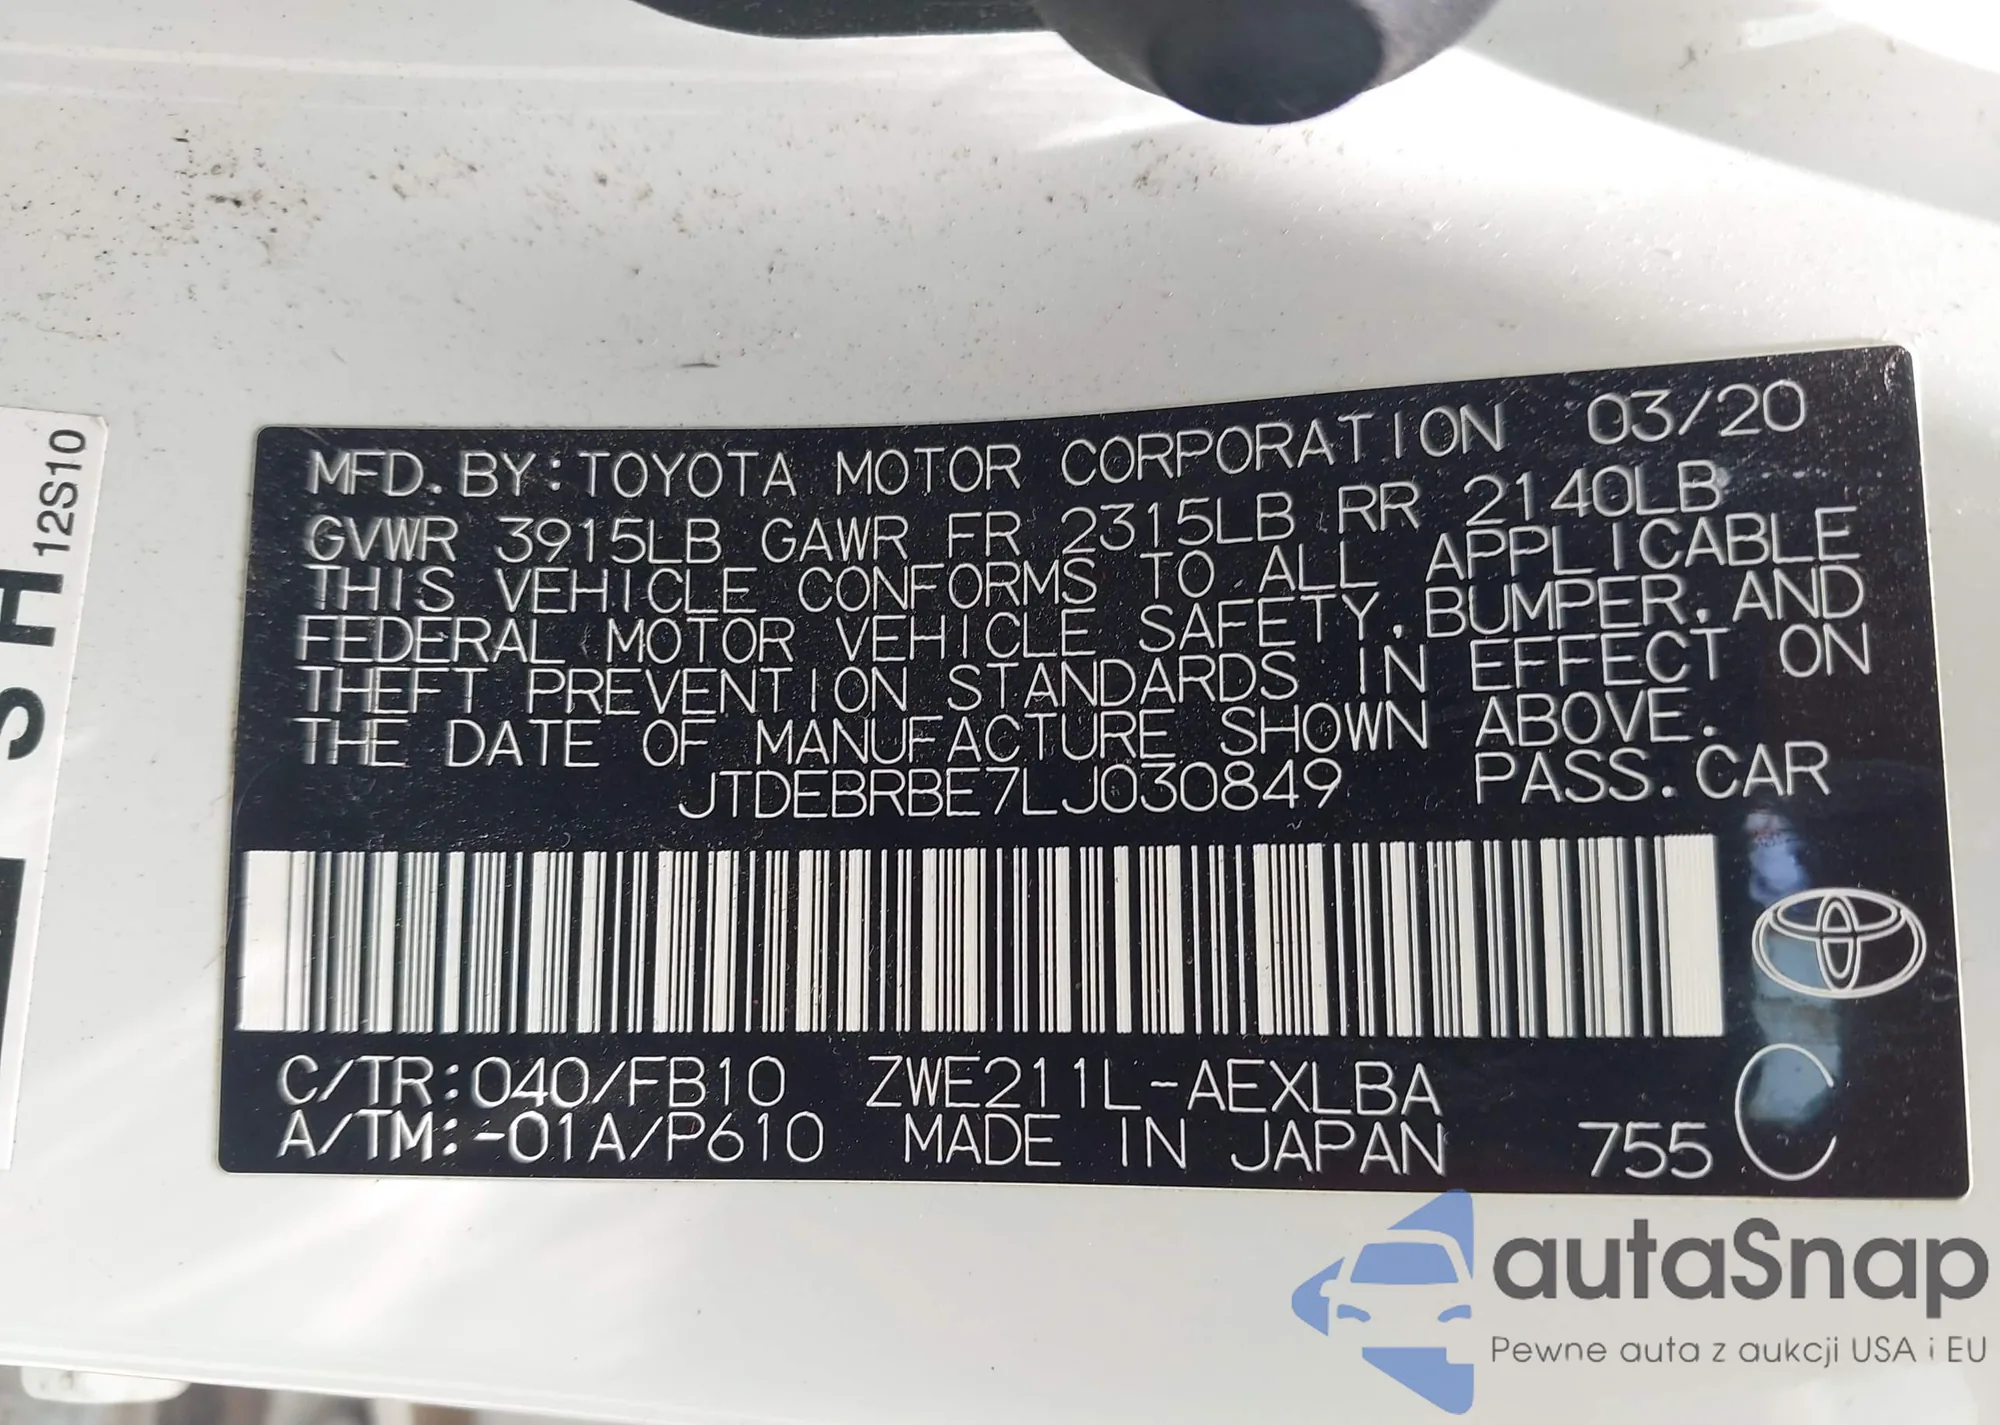 MFD. BY: TOYOTA MOTOR CORPORATION 03/20
GVWR 3915LB GAWR FR 2315LB RR 2140LB
THIS VEHICLE CONFORMS TO ALL APPLICABLE
FEDERAL MOTOR VEHICLE SAFETY, BUMPER, AND
THEFT PREVENTION STANDARDS IN EFFECT ON
THE DATE OF MANUFACTURE SHOWN ABOVE.
JTDEBRBE7LJ030849 PASS. CAR
C/TR: 040/FB10 ZWE211L-AEXLBA
A/TM: -01A/P610 MADE IN JAPAN 755 C
SH
12S10
autaSnap
Pewne auta z aukcji USA i EU